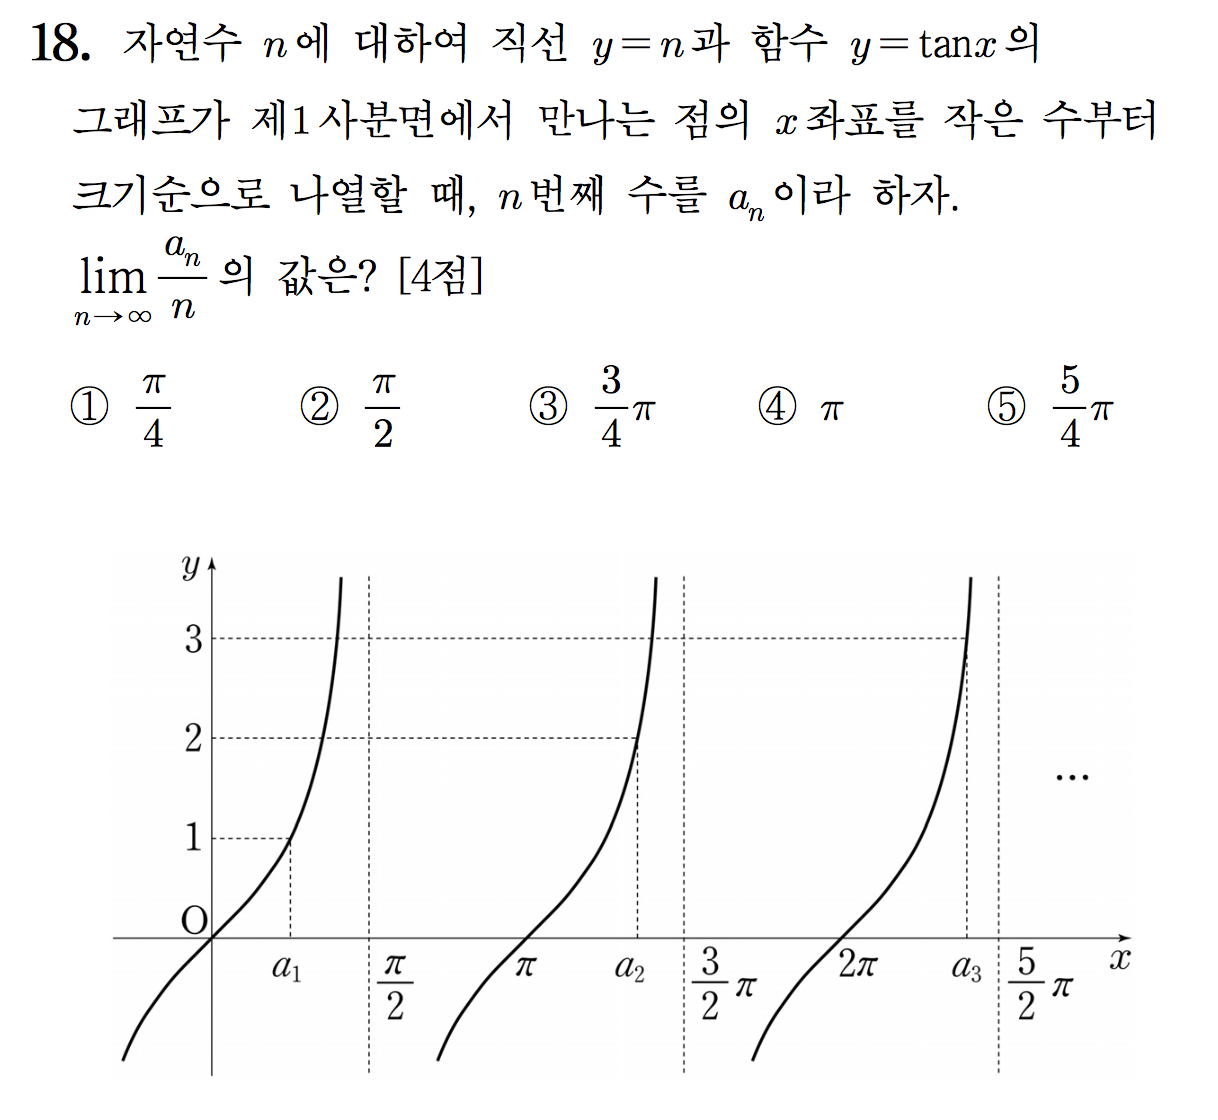 18. 자연수 n에 대하여 직선 y=n과 함수 y=tanx의
그래프가 제1사분면에서 만나는 점의 x좌표를 작은 수부터
크기순으로 나열할 때, n번째 수를 aₙ이라 하자.
lim_{n→∞} aₙ/n 의 값은? [4점]
① π/4 ② π/2 ③ 3/4 π ④ π ⑤ 5/4 π
y
3
2
1
...
O
a₁ π/2 π a₂ 3/2 π 2π a₃ 5/2 π x